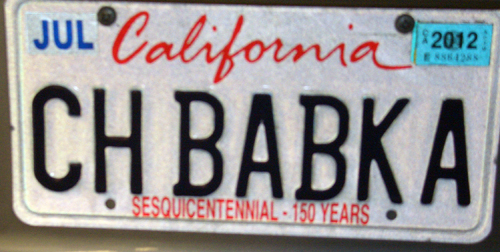 JUL California 2012
CH BABKA
SESQUICENTENNIAL - 150 YEARS